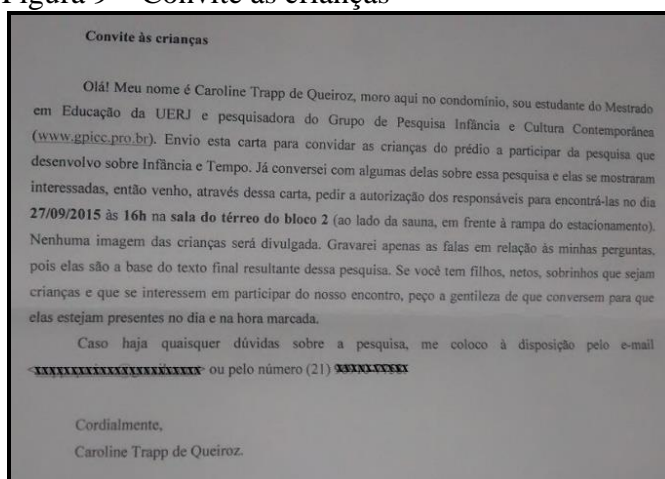 Figura 9 – Convite às crianças
Convite às crianças
Olá! Meu nome é Caroline Trapp de Queiroz, moro aqui no condomínio, sou estudante do Mestrado
em Educação da UERJ e pesquisadora do Grupo de Pesquisa Infância e Cultura Contemporânea
(www.gpicc.pro.br). Envio esta carta para convidar as crianças do prédio a participar da pesquisa que
desenvolvo sobre Infância e Tempo. Já conversei com algumas delas sobre essa pesquisa e elas se mostraram
interessadas, então venho, através dessa carta, pedir a autorização dos responsáveis para encontrá-las no dia
27/09/2015 às 16h na sala do térreo do bloco 2 (ao lado da sauna, em frente à rampa do estacionamento).
Nenhuma imagem das crianças será divulgada. Gravarei apenas as falas em relação às minhas perguntas,
pois elas são a base do texto final resultante dessa pesquisa. Se você tem filhos, netos, sobrinhos que sejam
crianças e que se interessem em participar do nosso encontro, peço a gentileza de que conversem para que
elas estejam presentes no dia e na hora marcada.
Caso haja quaisquer dúvidas sobre a pesquisa, me coloco à disposição pelo e-mail
ou pelo número (21)
Cordialmente,
Caroline Trapp de Queiroz.